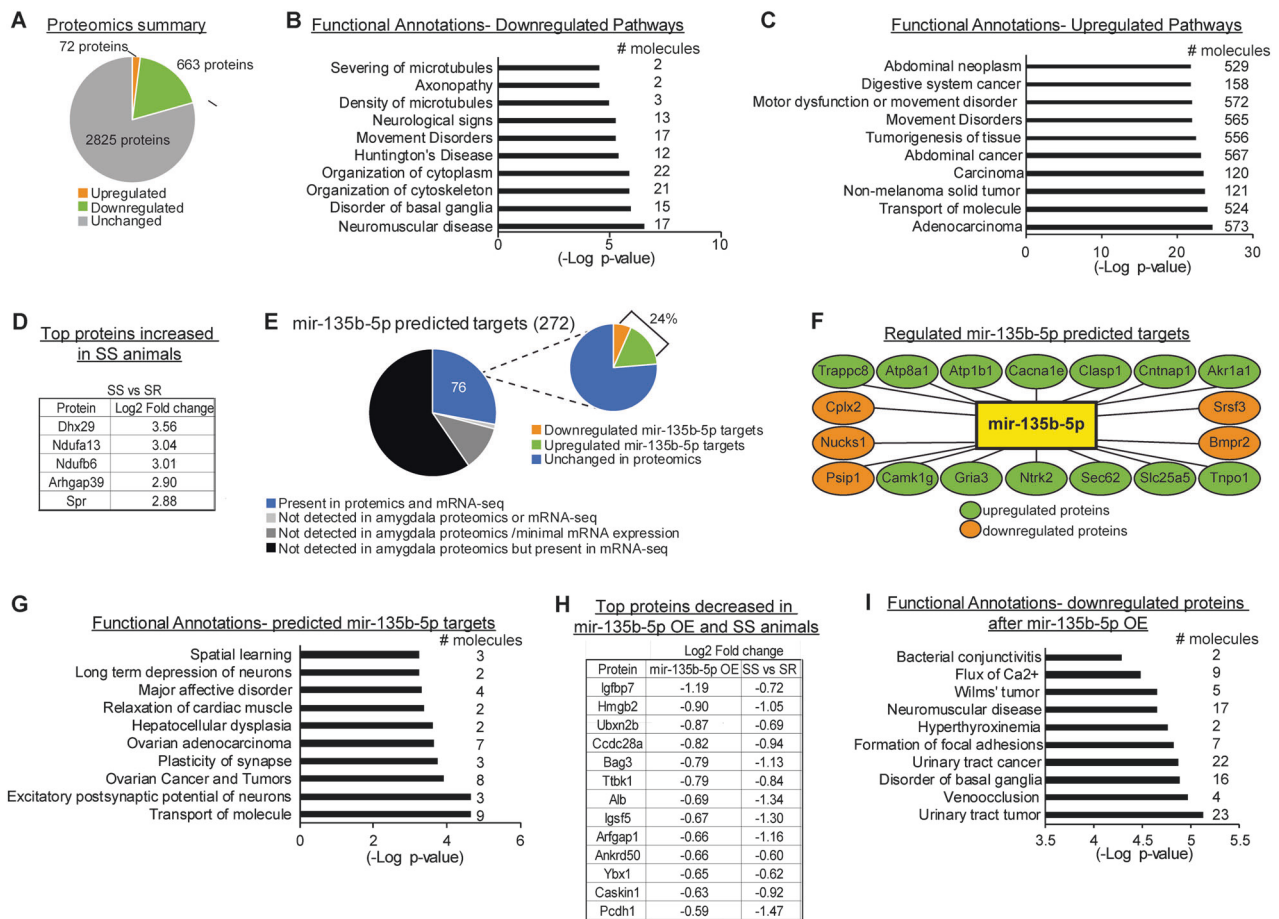 A
Proteomics summary
72 proteins
663 proteins
2825 proteins
Upregulated
Downregulated
Unchanged
B
Functional Annotations- Downregulated Pathways
# molecules
Severing of microtubules 2
Axonopathy 2
Density of microtubules 3
Neurological signs 13
Movement Disorders 17
Huntington's Disease 12
Organization of cytoplasm 22
Organization of cytoskeleton 21
Disorder of basal ganglia 15
Neuromuscular disease 17
0 5 10
(-Log p-value)
C
Functional Annotations- Upregulated Pathways
# molecules
Abdominal neoplasm 529
Digestive system cancer 158
Motor dysfunction or movement disorder 572
Movement Disorders 565
Tumorigenesis of tissue 556
Abdominal cancer 567
Carcinoma 120
Non-melanoma solid tumor 121
Transport of molecule 524
Adenocarcinoma 573
0 10 20 30
(-Log p-value)
D
Top proteins increased
in SS animals
SS vs SR
Protein Log2 Fold change
Dhx29 3.56
Ndufa13 3.04
Ndufb6 3.01
Arhgap39 2.90
Spr 2.88
E
mir-135b-5p predicted targets (272)
24%
76
Downregulated mir-135b-5p targets
Upregulated mir-135b-5p targets
Unchanged in proteomics
Present in protemics and mRNA-seq
Not detected in amygdala proteomics or mRNA-seq
Not detected in amygdala proteomics /minimal mRNA expression
Not detected in amygdala proteomics but present in mRNA-seq
F
Regulated mir-135b-5p predicted targets
Trappc8 Atp8a1 Atp1b1 Cacna1e Clasp1 Cntnap1 Akr1a1
Cplx2 Srsf3
mir-135b-5p
Nucks1 Bmpr2
Psip1 Camk1g Gria3 Ntrk2 Sec62 Slc25a5 Tnpo1
upregulated proteins
downregulated proteins
G
Functional Annotations- predicted mir-135b-5p targets
# molecules
Spatial learning 3
Long term depression of neurons 2
Major affective disorder 4
Relaxation of cardiac muscle 2
Hepatocellular dysplasia 2
Ovarian adenocarcinoma 7
Plasticity of synapse 3
Ovarian Cancer and Tumors 8
Excitatory postsynaptic potential of neurons 3
Transport of molecule 9
0 2 4 6
(-Log p-value)
H
Top proteins decreased in
mir-135b-5p OE and SS animals
Log2 Fold change
Protein mir-135b-5p OE SS vs SR
Igfbp7 -1.19 -0.72
Hmgb2 -0.90 -1.05
Ubxn2b -0.87 -0.69
Ccdc28a -0.82 -0.94
Bag3 -0.79 -1.13
Ttbk1 -0.79 -0.84
Alb -0.69 -1.34
Igsf5 -0.67 -1.30
Arfgap1 -0.66 -1.16
Ankrd50 -0.66 -0.60
Ybx1 -0.65 -0.62
Caskin1 -0.63 -0.92
Pcdh1 -0.59 -1.47
I
Functional Annotations- downregulated proteins
after mir-135b-5p OE
# molecules
Bacterial conjunctivitis 2
Flux of Ca2+ 9
Wilms' tumor 5
Neuromuscular disease 17
Hyperthyroxinemia 2
Formation of focal adhesions 7
Urinary tract cancer 22
Disorder of basal ganglia 16
Venoocclusion 4
Urinary tract tumor 23
3.5 4 4.5 5 5.5
(-Log p-value)